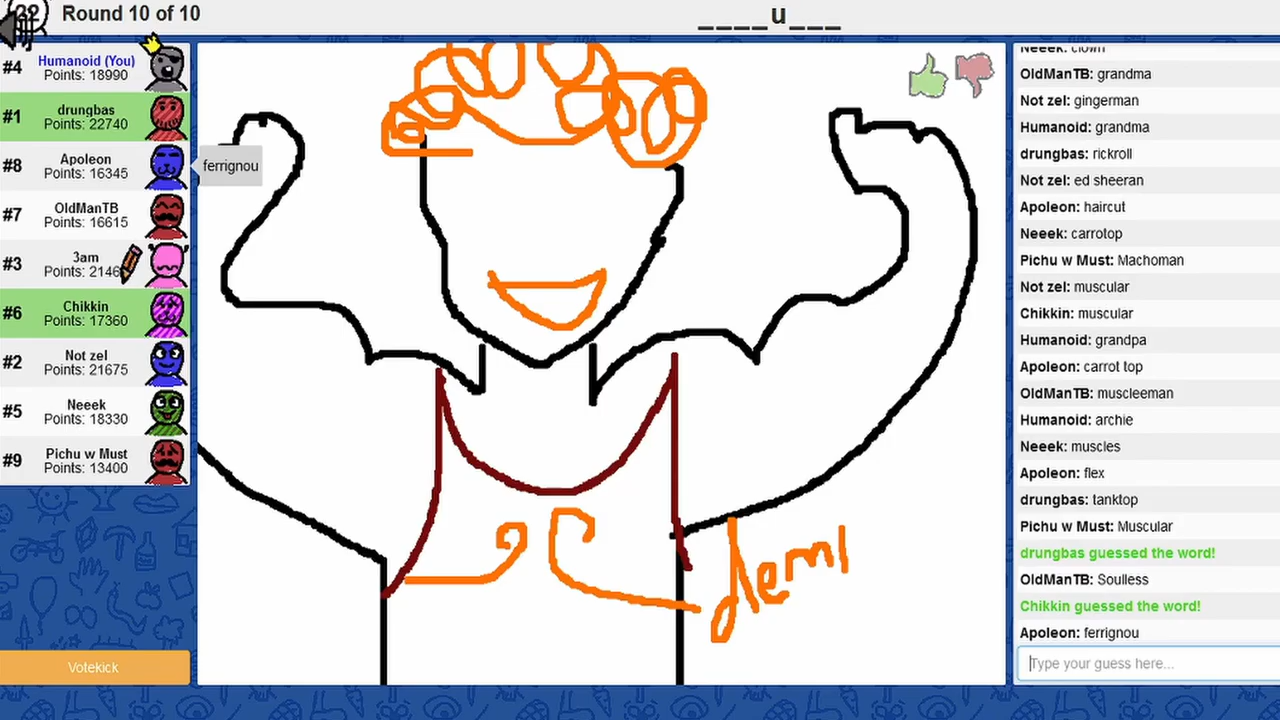 22
Round 10 of 10
____u___
#4
Humanoid (You)
Points: 18990
#1
drungbas
Points: 22740
#8
Apoleon
Points: 16345
ferrignou
#7
OldManTB
Points: 16615
#3
3am
#6
Chikkin
Points: 17360
#2
Not zel
Points: 21675
#5
Neeek
Points: 18330
#9
Pichu w Must
Points: 13400
Votekick
Neeek: clown
OldManTB: grandma
Not zel: gingerman
Humanoid: grandma
drungbas: rickroll
Not zel: ed sheeran
Apoleon: haircut
Neeek: carrotop
Pichu w Must: Machoman
Not zel: muscular
Chikkin: muscular
Humanoid: grandpa
Apoleon: carrot top
OldManTB: muscleeman
Humanoid: archie
Neeek: muscles
Apoleon: flex
drungbas: tanktop
Pichu w Must: Muscular
drungbas guessed the word!
OldManTB: Soulless
Chikkin guessed the word!
Apoleon: ferrignou
Type your guess here...